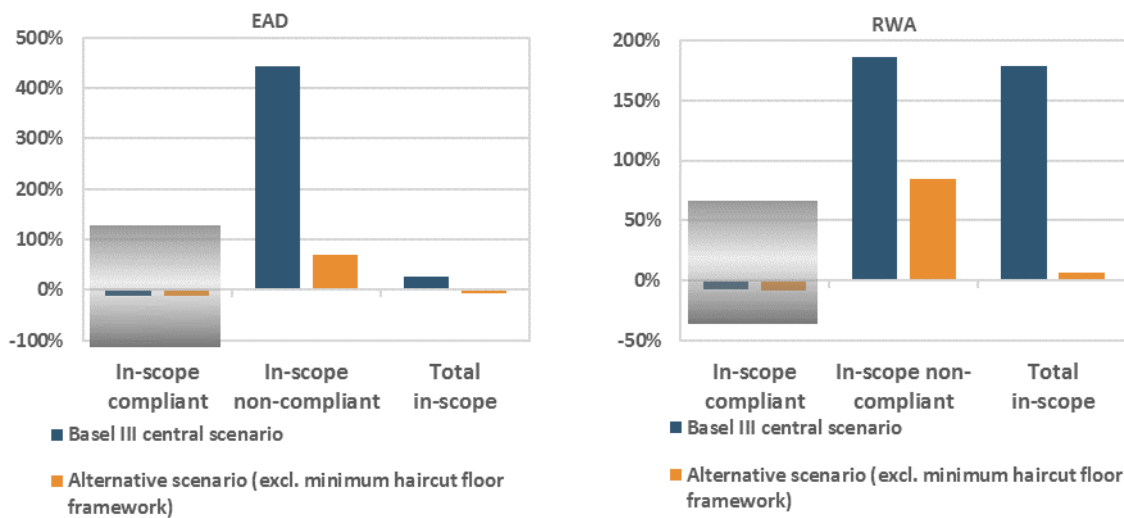 EAD
500%
400%
300%
200%
100%
0%
-100%
In-scope
compliant
In-scope
non-compliant
Total
in-scope
Basel III central scenario
Alternative scenario (excl. minimum haircut floor
framework)
RWA
200%
150%
100%
50%
0%
-50%
In-scope
compliant
In-scope non-
compliant
Total
in-scope
Basel III central scenario
Alternative scenario (excl. minimum haircut floor
framework)